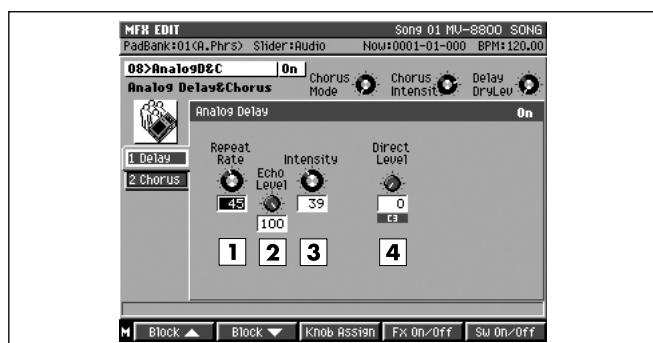 MFX EDIT Song 01 MV-8800 SONG
PadBank:01(A.Phrs) Slider:Audio Now:0001-01-000 BPM:120.00
08>AnalogD&C On
Analog Delay&Chorus
Chorus Mode
Chorus Intensit
Delay DryLev
Analog Delay On
1 Delay
2 Chorus
Repeat Rate
45
Echo Level
100
Intensity
39
Direct Level
0
C3
1 2 3 4
M Block ▲ Block ▼ Knob Assign Fx On/Off Sw On/Off